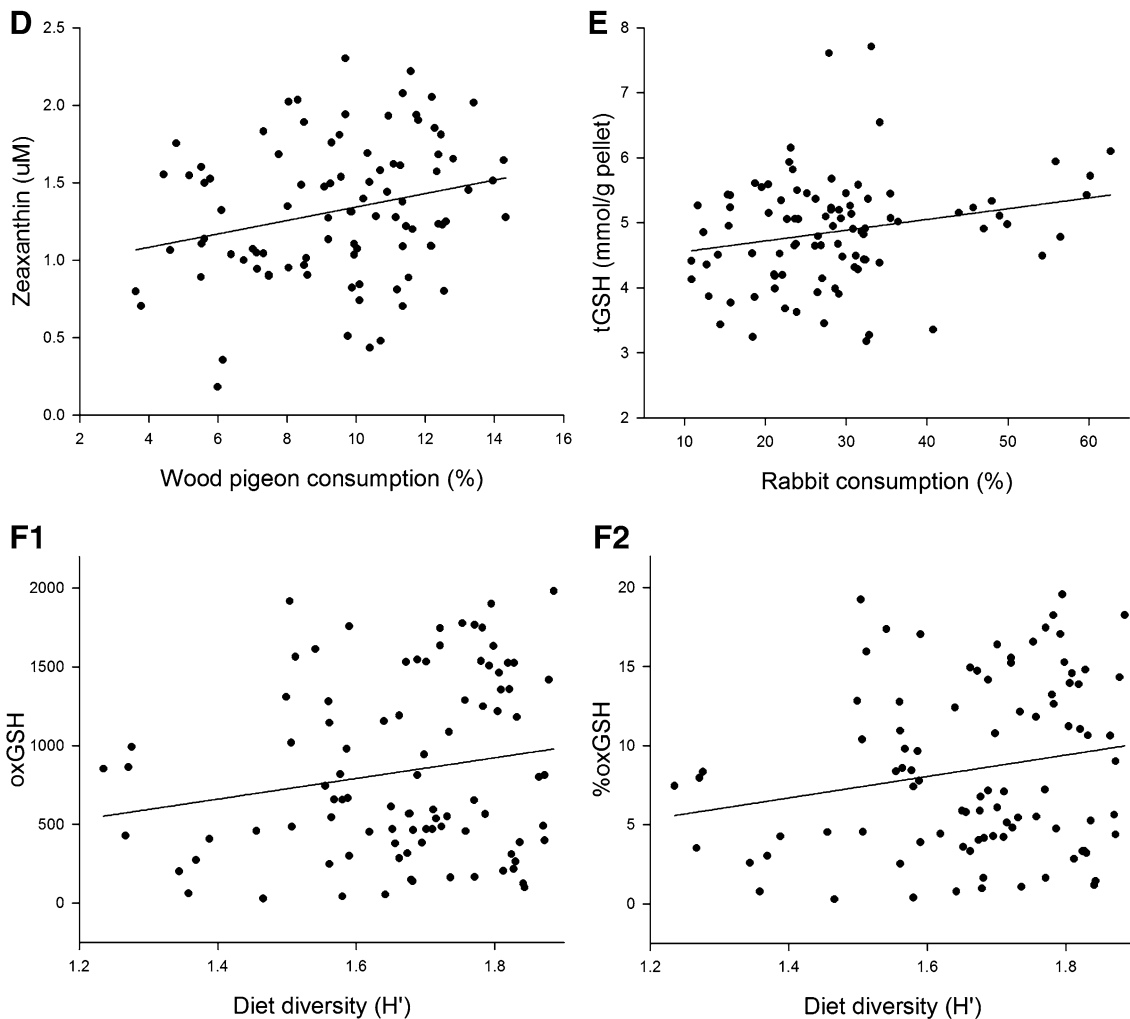 D
2.5
2.0
1.5
1.0
0.5
0.0
Zeaxanthin (uM)
2 4 6 8 10 12 14 16
Wood pigeon consumption (%)
E
8
7
6
5
4
3
2
tGSH (mmol/g pellet)
10 20 30 40 50 60
Rabbit consumption (%)
F1
2000
1500
1000
500
0
oxGSH
1.2 1.4 1.6 1.8
Diet diversity (H')
F2
20
15
10
5
0
%oxGSH
1.2 1.4 1.6 1.8
Diet diversity (H')